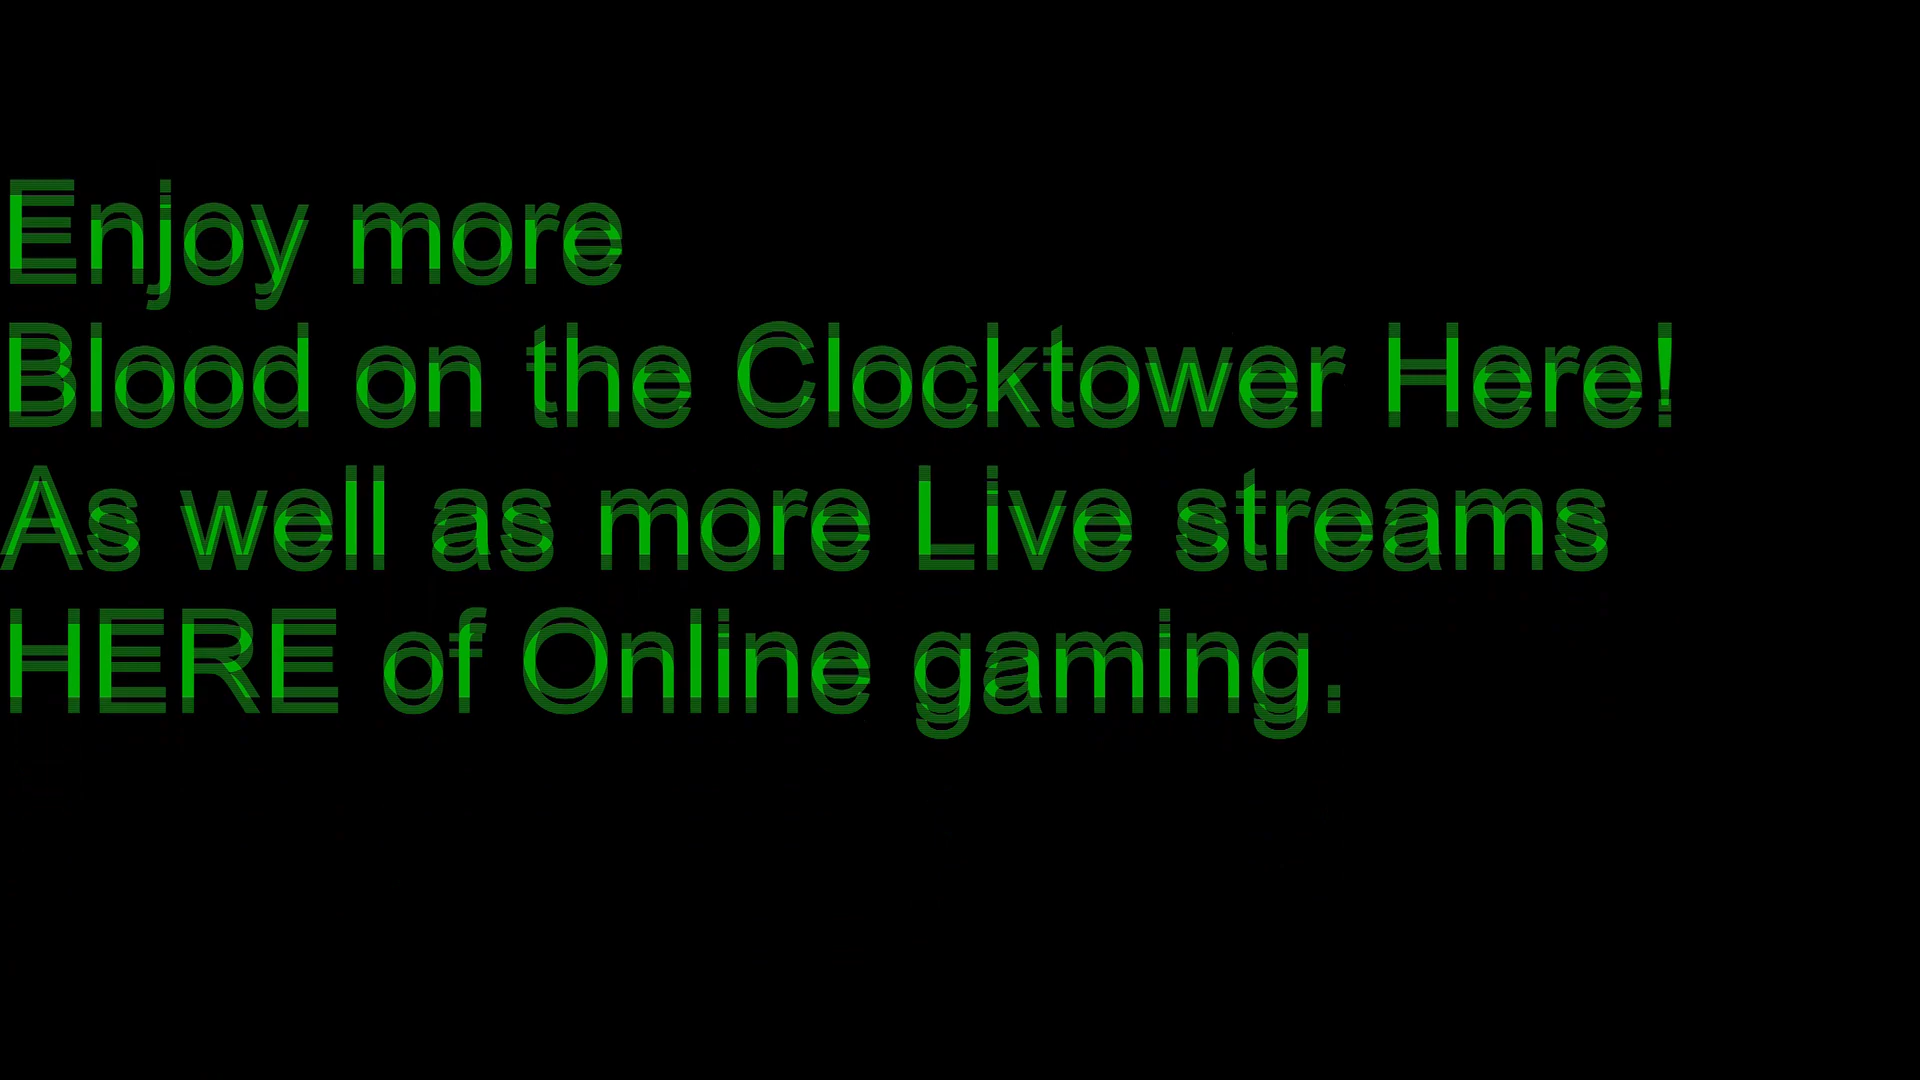 Enjoy more
Blood on the Clocktower Here!
As well as more Live streams
HERE of Online gaming.